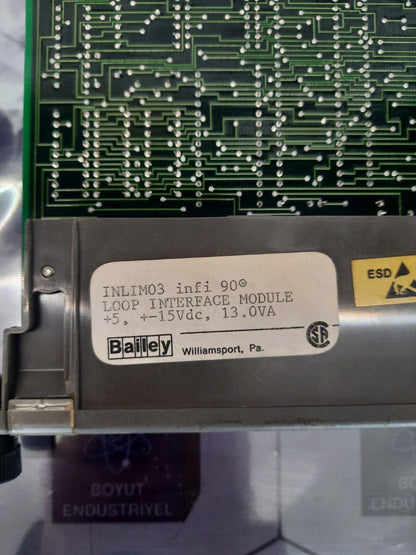 INLIM03 infi 90®
LOOP INTERFACE MODULE
+5, +-15Vdc, 13.0VA
Bailey Williamsport, Pa.
ESD
BOYUT
ENDUSTRIYEL